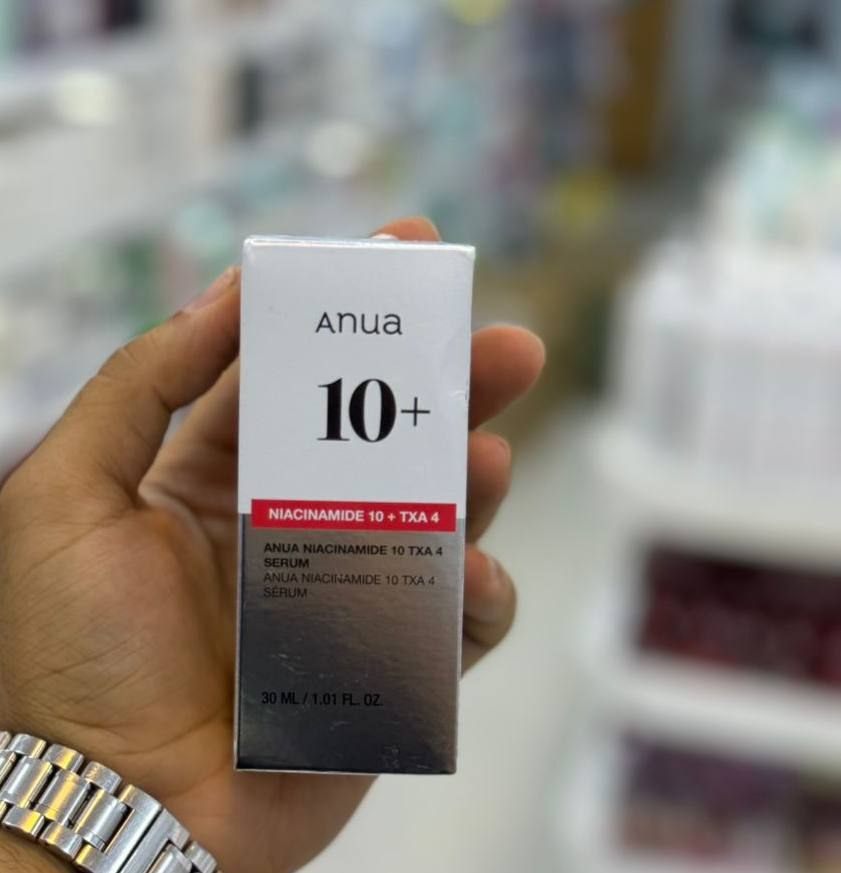 Anua
10+
NIACINAMIDE 10 + TXA 4
ANUA NIACINAMIDE 10 TXA 4
SERUM
ANUA NIACINAMIDE 10 TXA 4
SÉRUM
30 ML / 1.01 FL. OZ.